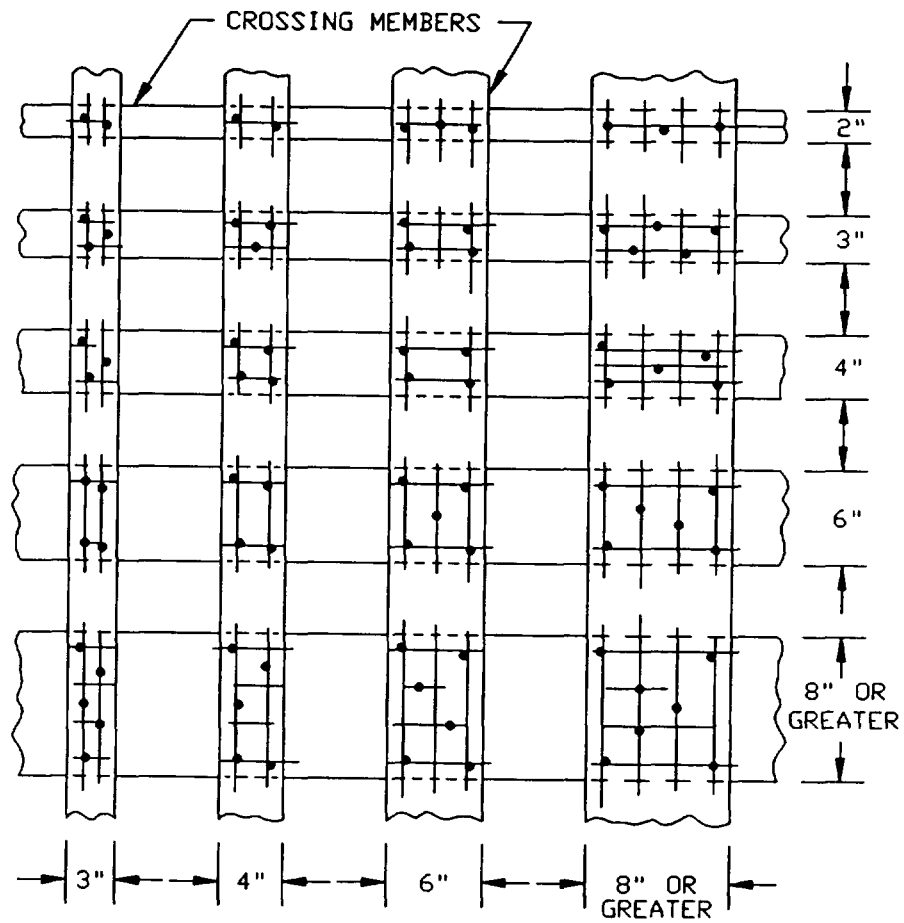 CROSSING MEMBERS
2"
3"
4"
6"
8" OR
GREATER
3"
4"
6"
8" OR
GREATER